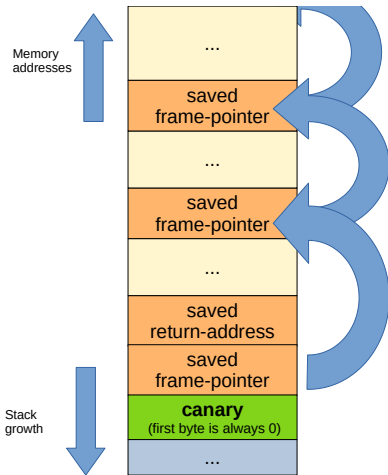 Memory
addresses
...
saved
frame-pointer
...
saved
frame-pointer
...
saved
return-address
saved
frame-pointer
canary
(first byte is always 0)
Stack
growth
...